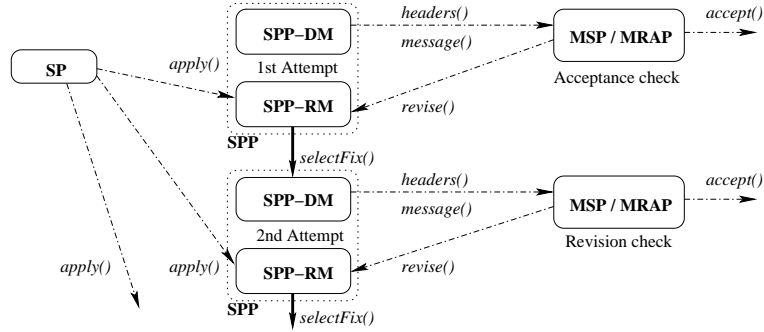 SPP−DM
headers()
accept()
message()
MSP / MRAP
SP
apply()
1st Attempt
Acceptance check
SPP−RM
revise()
SPP
selectFix()
SPP−DM
headers()
accept()
message()
MSP / MRAP
2nd Attempt
Revision check
apply()
apply()
SPP−RM
revise()
SPP
selectFix()